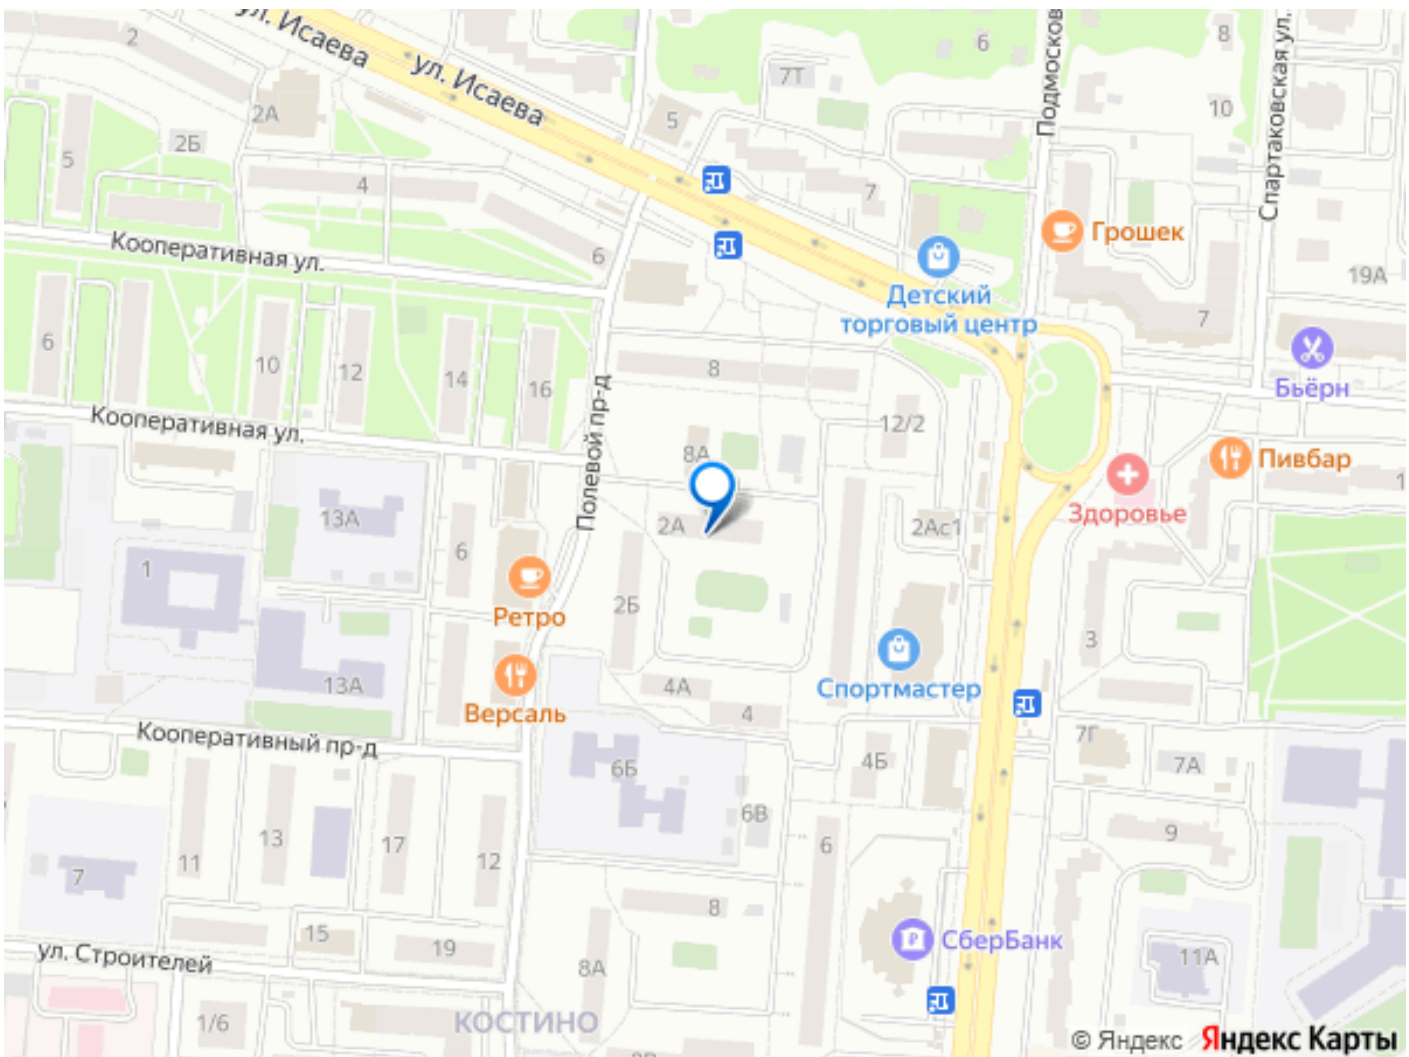 ул. Исаева
ул. Исаева
2
2А
2Б
5
4
6
5
7Т
6
8
10
7
Подмосков
Спартаковская ул.
Грошек
19А
7
Детский
торговый центр
Бьёрн
Кооперативная ул.
6
10
12
14
16
8
12/2
Кооперативная ул.
Полевой пр-д
8А
Пивбар
1
Здоровье
13А
6
2А
2Ас1
1
Ретро
2Б
3
13А
4А
Спортмастер
Версаль
4
Кооперативный пр-д
6Б
4Б
7Г
7А
6В
7
11
13
17
12
6
9
15
19
8
ул. Строителей
8А
СберБанк
11А
1/6
КОСТИНО
© Яндекс Яндекс Карты